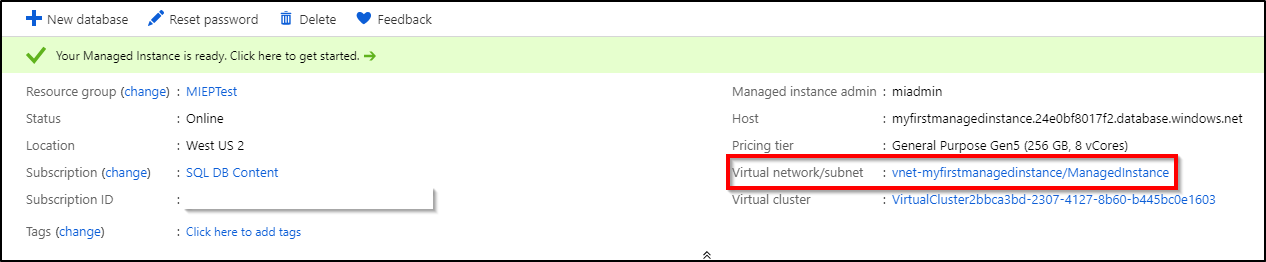 New database Reset password Delete Feedback
Your Managed Instance is ready. Click here to get started.
Resource group (change) : MIEPTest
Status : Online
Location : West US 2
Subscription (change) : SQL DB Content
Subscription ID :
Tags (change) : Click here to add tags
Managed instance admin : miadmin
Host : myfirstmanagedinstance.24e0bf8017f2.database.windows.net
Pricing tier : General Purpose Gen5 (256 GB, 8 vCores)
Virtual network/subnet : vnet-myfirstmanagedinstance/ManagedInstance
Virtual cluster : VirtualCluster2bbca3bd-2307-4127-8b60-b445bc0e1603